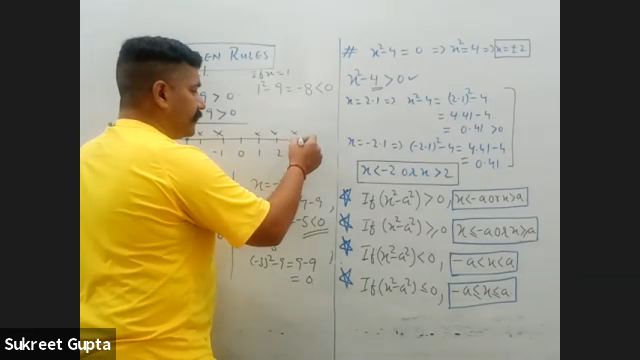 RULES
If x=1
1²-9=-8<0
9>0
9>0
-1 0 1 2
-9
-5<0
(-3)²-9=9-9
=0
# x²-4=0 ⇒ x²=4 ⇒ x=±2
x²-4>0 ✓
x=2.1 ⇒ x²-4=(2.1)²-4
=4.41-4
=0.41>0
x=-2.1 ⇒ (-2.1)²-4=4.41-4
=0.41
x<-2 or x>2
If (x²-a²)>0, x<-a or x>a
If (x²-a²)≥0, x≤-a or x≥a
If (x²-a²)<0, -a<x<a
If (x²-a²)≤0, -a≤x≤a
Sukreet Gupta